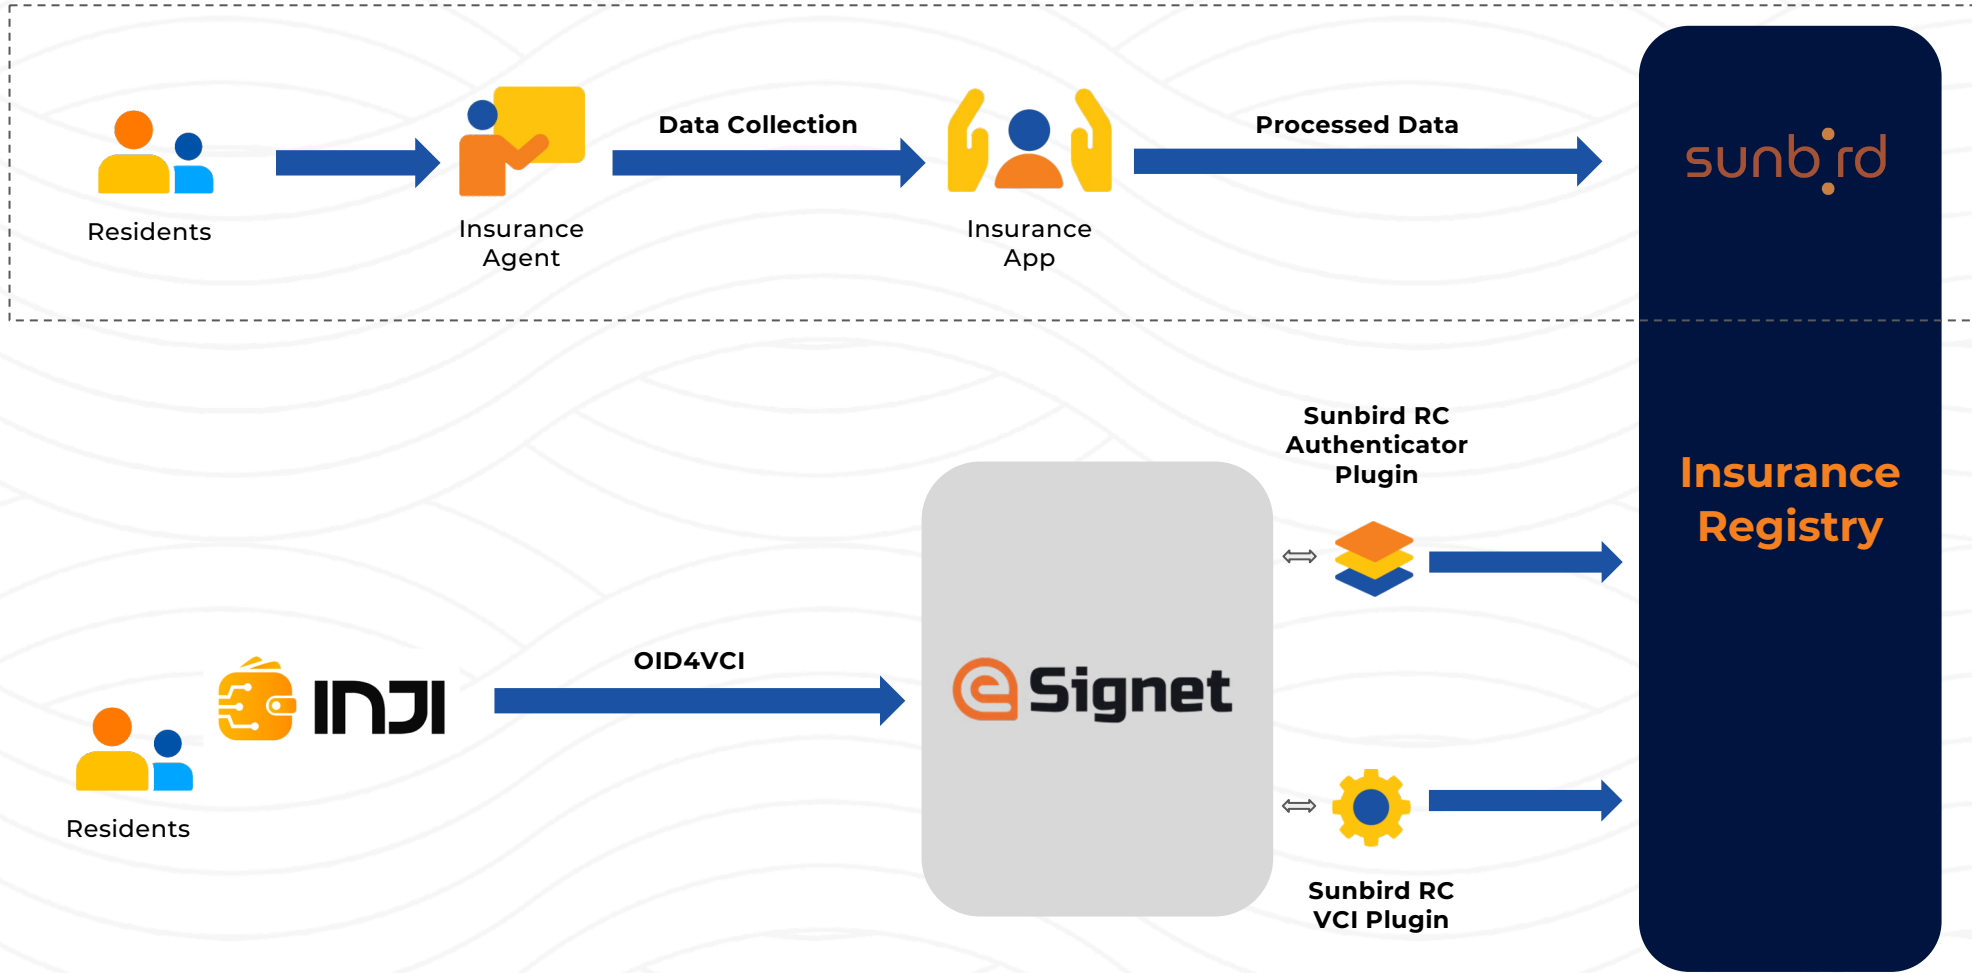 Data Collection
Processed Data
sunbird
Residents
Insurance
Agent
Insurance
App
Sunbird RC
Authenticator
Plugin
Insurance
Registry
INJI
OID4VCI
e Signet
Residents
Sunbird RC
VCI Plugin